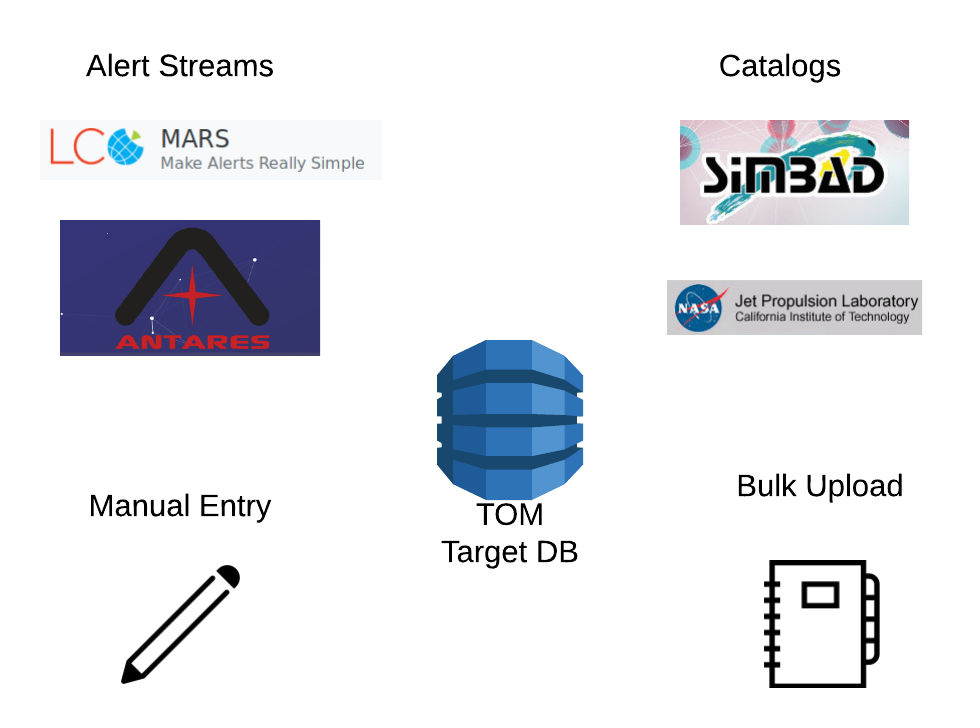 Alert Streams
Catalogs
LCO
MARS
Make Alerts Really Simple
SiMBAD
ANTARES
NASA
Jet Propulsion Laboratory
California Institute of Technology
Manual Entry
Bulk Upload
TOM
Target DB